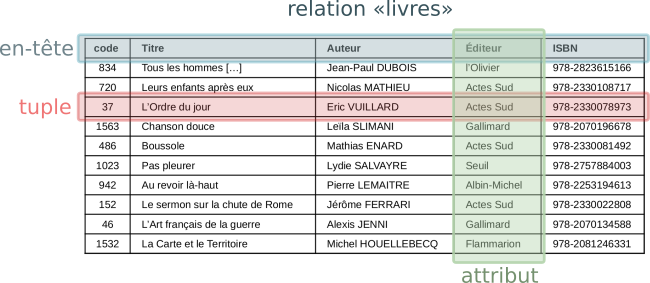 relation «livres»
en-tête
code Titre Auteur Éditeur ISBN
834 Tous les hommes […] Jean-Paul DUBOIS l'Olivier 978-2823615166
720 Leurs enfants après eux Nicolas MATHIEU Actes Sud 978-2330108717
tuple
37 L'Ordre du jour Eric VUILLARD Actes Sud 978-2330078973
1563 Chanson douce Leïla SLIMANI Gallimard 978-2070196678
486 Boussole Mathias ENARD Actes Sud 978-2330081492
1023 Pas pleurer Lydie SALVAYRE Seuil 978-2757884003
942 Au revoir là-haut Pierre LEMAITRE Albin-Michel 978-2253194613
152 Le sermon sur la chute de Rome Jérôme FERRARI Actes Sud 978-2330022808
46 L'Art français de la guerre Alexis JENNI Gallimard 978-2070134588
1532 La Carte et le Territoire Michel HOUELLEBECQ Flammarion 978-2081246331
attribut